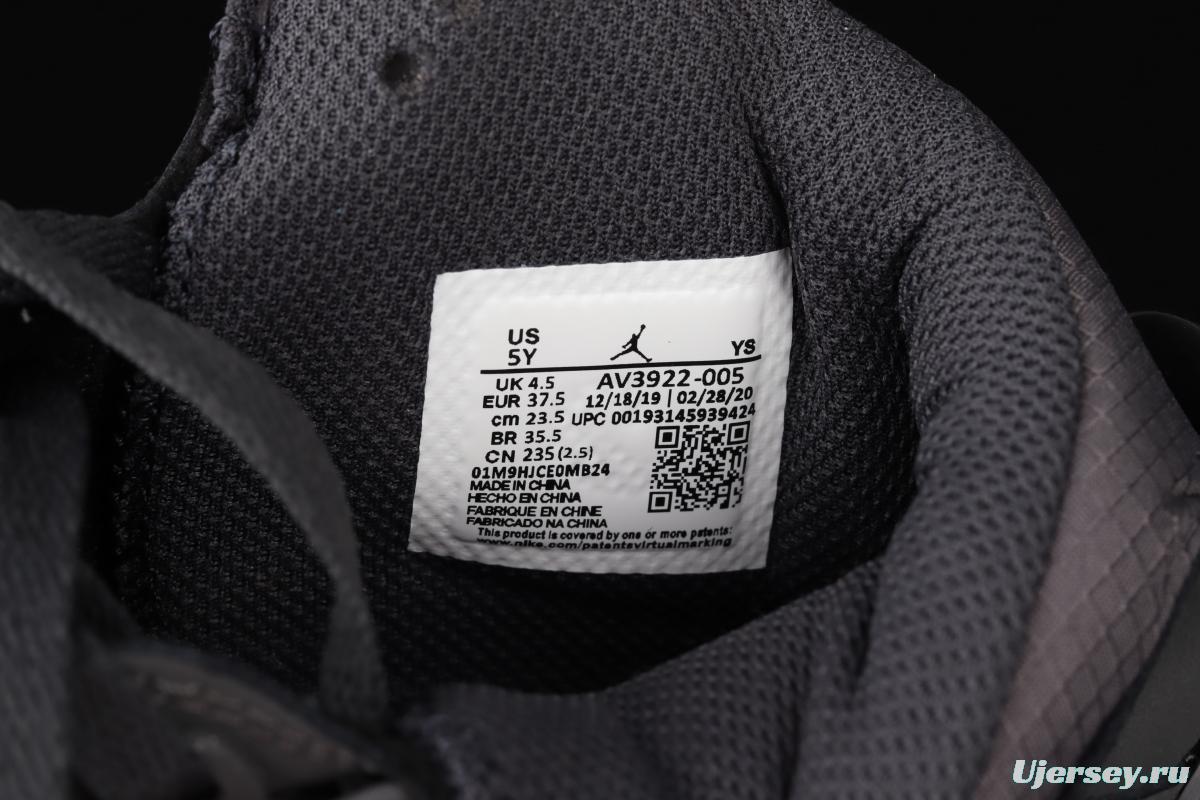 US
5Y
YS
UK 4.5
EUR 37.5
cm 23.5
BR 35.5
CN 235 (2.5)
AV3922-005
12/18/19 | 02/28/20
UPC 00193145939424
01M9HJCE0MB24
MADE IN CHINA
HECHO EN CHINA
FABRIQUE EN CHINE
FABRICADO NA CHINA
This product is covered by one or more patents:
www.nike.com/patentsvirtualmarking
Ujersey.ru